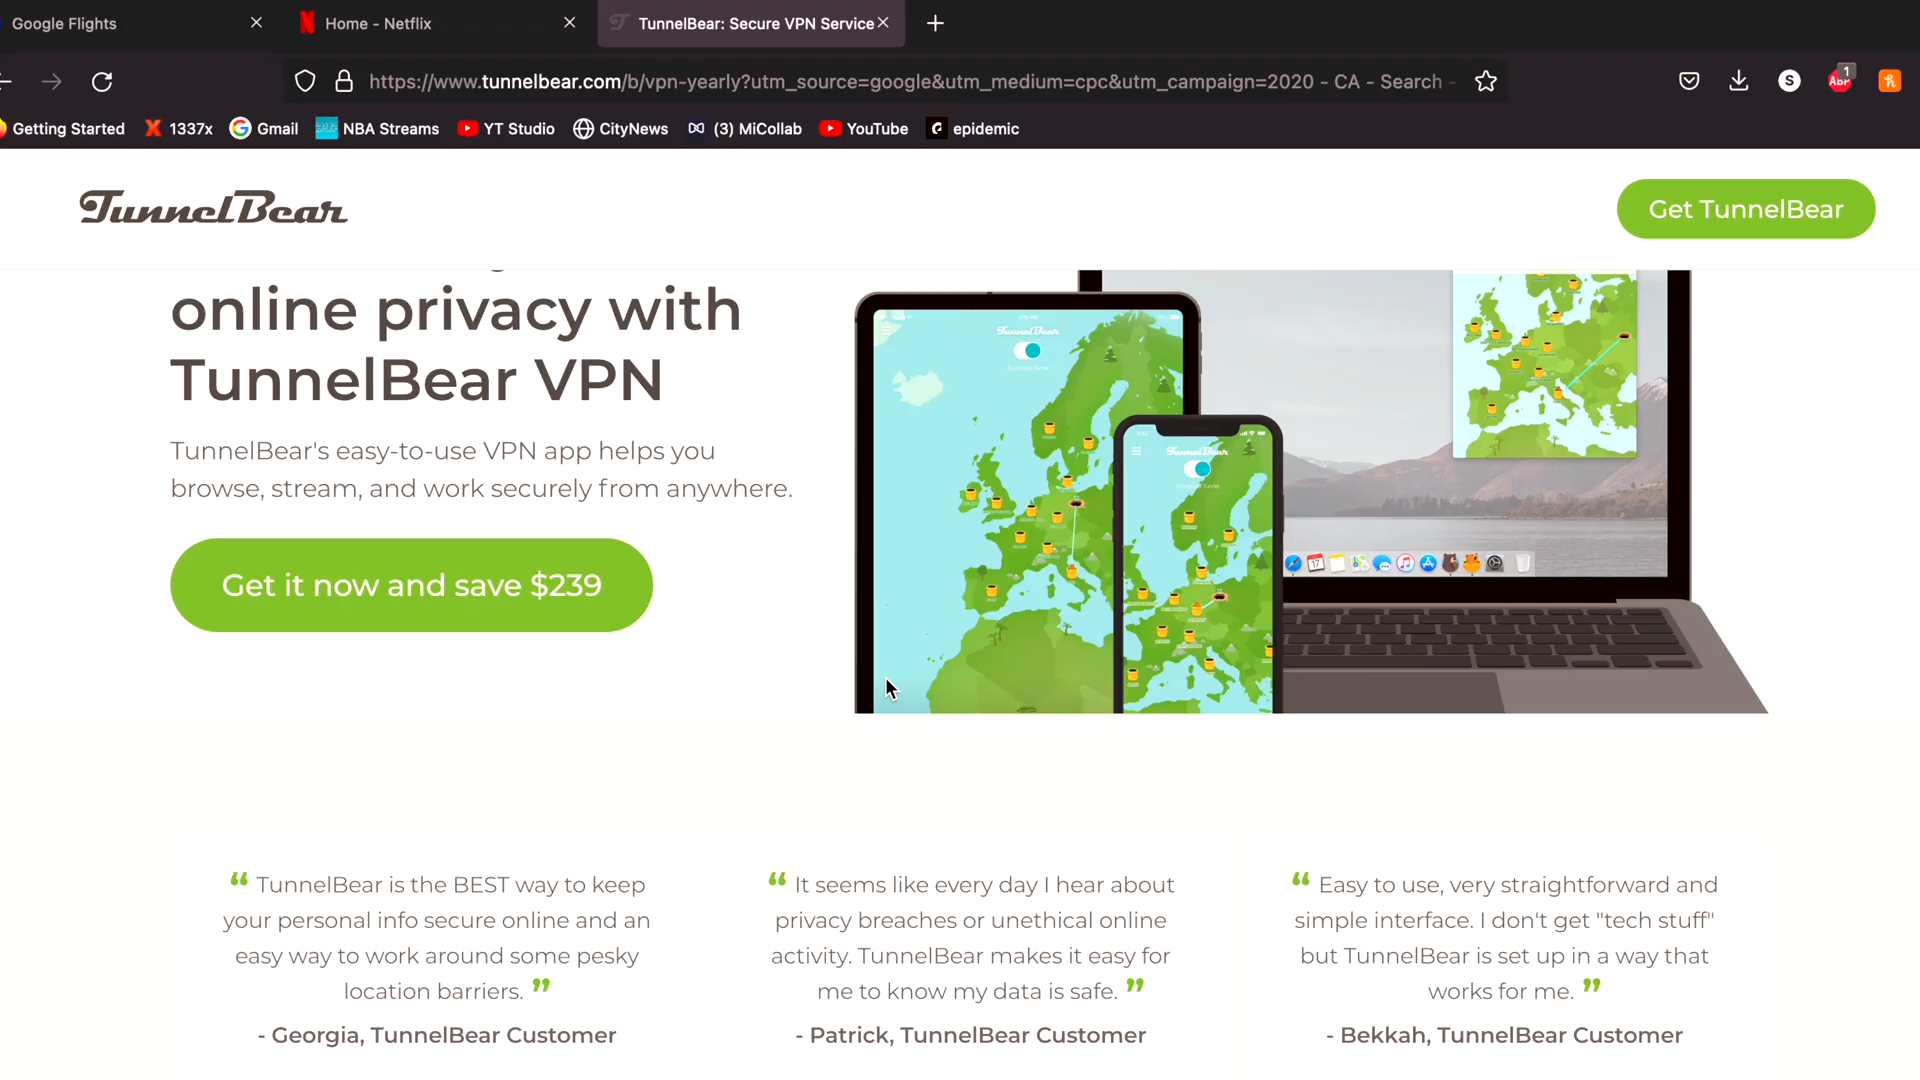 Google Flights
Home - Netflix
TunnelBear: Secure VPN Service
https://www.tunnelbear.com/b/vpn-yearly?utm_source=google&utm_medium=cpc&utm_campaign=2020 - CA - Search -
S
ABP
1
Getting Started
1337x
Gmail
NBA Streams
YT Studio
CityNews
(3) MiCollab
YouTube
epidemic
TunnelBear
Get TunnelBear
online privacy with
TunnelBear VPN
TunnelBear's easy-to-use VPN app helps you
browse, stream, and work securely from anywhere.
Get it now and save $239
TunnelBear
TunnelBear
17
“ TunnelBear is the BEST way to keep
your personal info secure online and an
easy way to work around some pesky
location barriers. ”
- Georgia, TunnelBear Customer
“ It seems like every day I hear about
privacy breaches or unethical online
activity. TunnelBear makes it easy for
me to know my data is safe. ”
- Patrick, TunnelBear Customer
“ Easy to use, very straightforward and
simple interface. I don't get "tech stuff"
but TunnelBear is set up in a way that
works for me. ”
- Bekkah, TunnelBear Customer